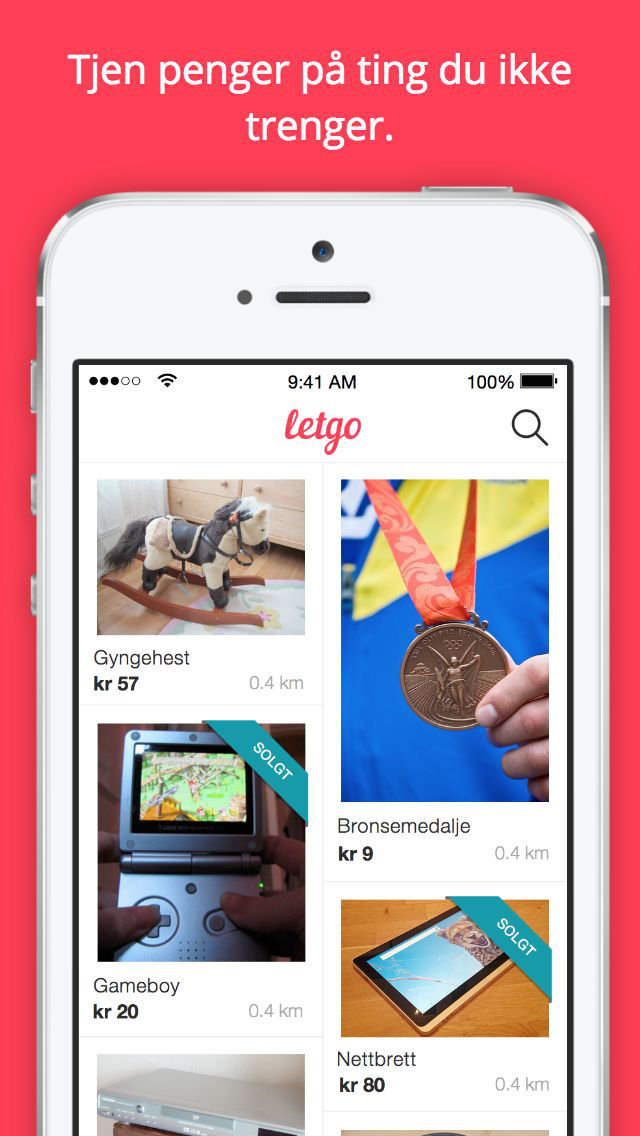 Tjen penger på ting du ikke
trenger.
9:41 AM
100%
letgo
Gyngehest
kr 57
0.4 km
SOLGT
Gameboy
kr 20
0.4 km
Bronsemedalje
kr 9
0.4 km
SOLGT
Nettbrett
kr 80
0.4 km